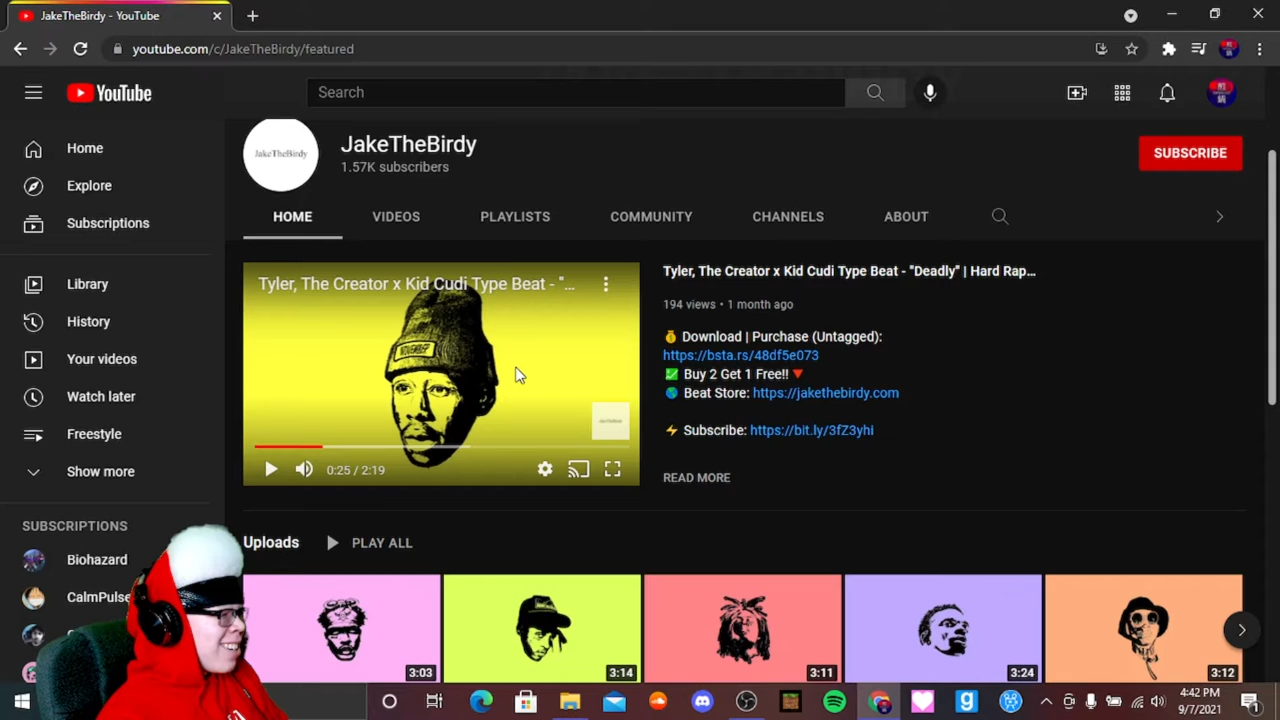 JakeTheBirdy - YouTube
youtube.com/c/JakeTheBirdy/featured
YouTube
Search
JakeTheBirdy
JakeTheBirdy
1.57K subscribers
SUBSCRIBE
HOME
VIDEOS
PLAYLISTS
COMMUNITY
CHANNELS
ABOUT
Home
Explore
Subscriptions
Library
History
Your videos
Watch later
Freestyle
Show more
SUBSCRIPTIONS
Biohazard
CalmPulse
Tyler, The Creator x Kid Cudi Type Beat - "...
NOVEMBER
0:25 / 2:19
Tyler, The Creator x Kid Cudi Type Beat - "Deadly" | Hard Rap...
194 views • 1 month ago
💰 Download | Purchase (Untagged):
https://bsta.rs/48df5e073
💹 Buy 2 Get 1 Free!! 🔻
🌎 Beat Store: https://jakethebirdy.com
⚡ Subscribe: https://bit.ly/3fZ3yhi
READ MORE
Uploads
PLAY ALL
3:03
3:14
3:11
3:24
3:12
4:42 PM
9/7/2021
1